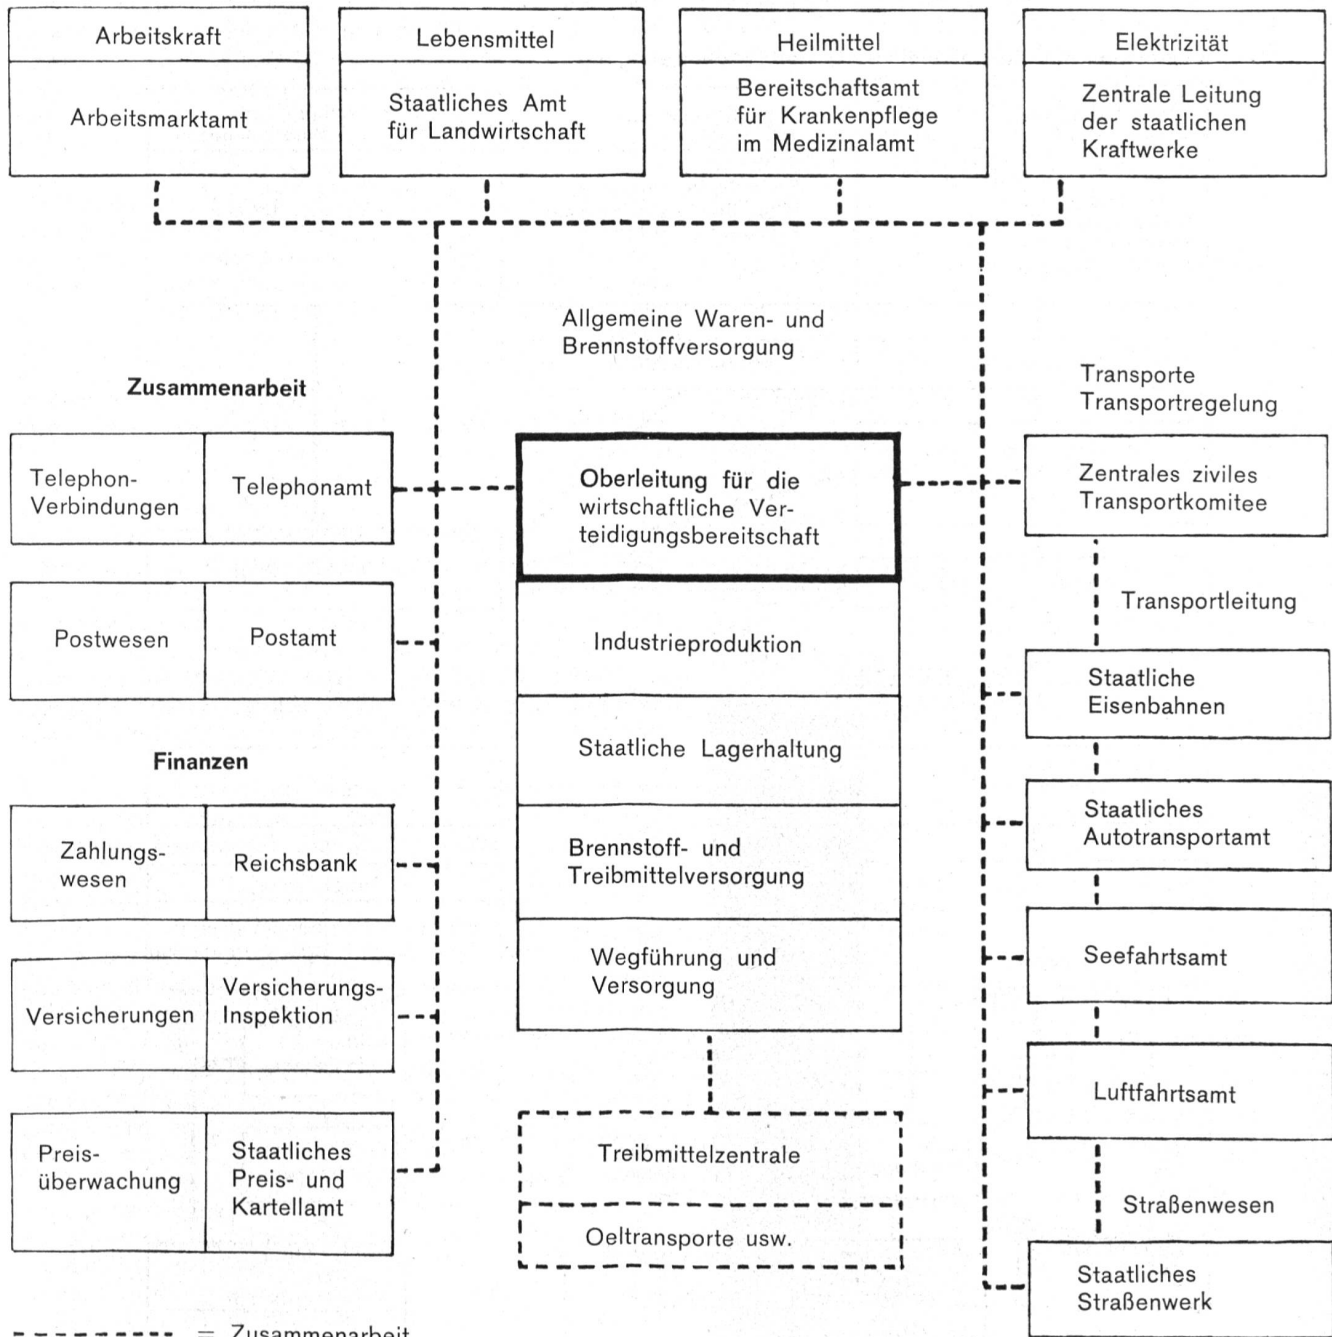 Arbeitskraft
Arbeitsmarktamt
Lebensmittel
Staatliches Amt
für Landwirtschaft
Heilmittel
Bereitschaftsamt
für Krankenpflege
im Medizinalamt
Elektrizität
Zentrale Leitung
der staatlichen
Kraftwerke
Zusammenarbeit
Telephon-
Verbindungen
Telephonamt
Postwesen
Postamt
Finanzen
Zahlungs-
wesen
Reichsbank
Versicherungen
Versicherungs-
Inspektion
Preis-
überwachung
Staatliches
Preis- und
Kartellamt
Allgemeine Waren- und
Brennstoffversorgung
Oberleitung für die
wirtschaftliche Ver-
teidigungsbereitschaft
Industrieproduktion
Staatliche Lagerhaltung
Brennstoff- und
Treibmittelversorgung
Wegführung und
Versorgung
Treibmittelzentrale
Oeltransporte usw.
Transporte
Transportregelung
Zentrales ziviles
Transportkomitee
Transportleitung
Staatliche
Eisenbahnen
Staatliches
Autotransportamt
Seefahrtsamt
Luftfahrtsamt
Straßenwesen
Staatliches
Straßenwerk
= Zusammenarbeit